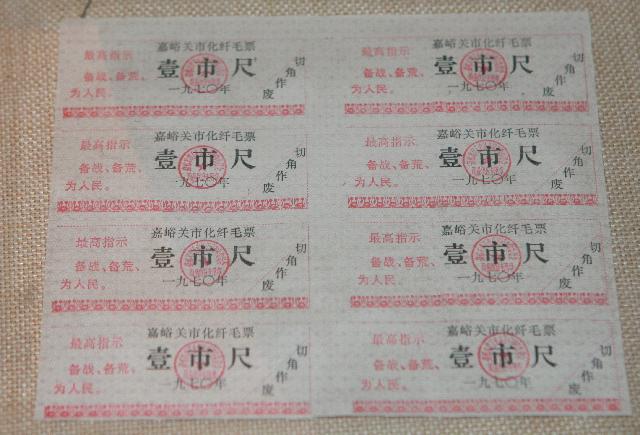 嘉峪关市化纤毛票
最高指示
备战、备荒、
为人民。
壹市尺
一九七〇年
切角作废
嘉峪关市化纤毛票
最高指示
备战、备荒、
为人民。
壹市尺
一九七〇年
切角作废
嘉峪关市化纤毛票
最高指示
备战、备荒、
为人民。
壹市尺
一九七〇年
切角作废
嘉峪关市化纤毛票
最高指示
备战、备荒、
为人民。
壹市尺
一九七〇年
切角作废
嘉峪关市化纤毛票
最高指示
备战、备荒、
为人民。
壹市尺
一九七〇年
切角作废
嘉峪关市化纤毛票
最高指示
备战、备荒、
为人民。
壹市尺
一九七〇年
切角作废
嘉峪关市化纤毛票
最高指示
备战、备荒、
为人民。
壹市尺
一九七〇年
切角作废
嘉峪关市化纤毛票
最高指示
备战、备荒、
为人民。
壹市尺
一九七〇年
切角作废